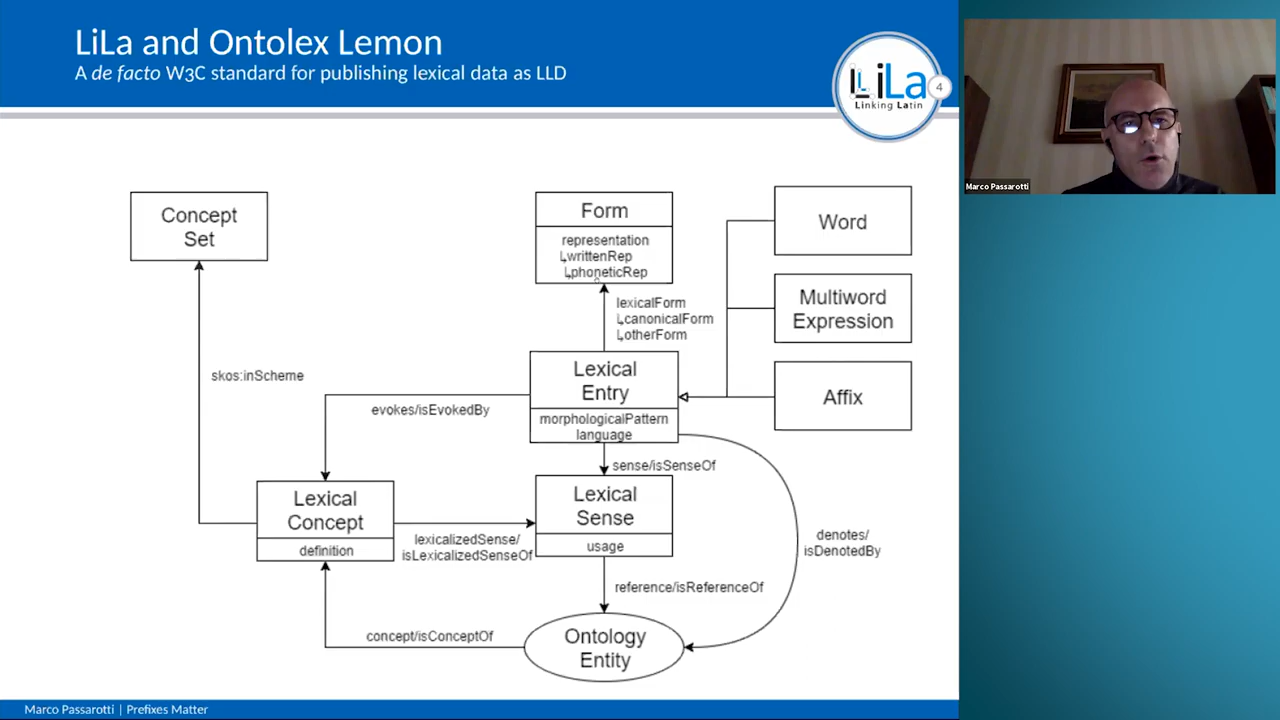 LiLa and Ontolex Lemon
A de facto W3C standard for publishing lexical data as LLD
LiLa
Linking Latin
4
Marco Passarotti
Concept
Set
Form
representation
↳writtenRep
↳phoneticRep
Word
Multiword
Expression
Affix
lexicalForm
↳canonicalForm
↳otherForm
skos:inScheme
Lexical
Entry
morphologicalPattern
language
evokes/isEvokedBy
sense/isSenseOf
Lexical
Concept
definition
lexicalizedSense/
isLexicalizedSenseOf
Lexical
Sense
usage
denotes/
isDenotedBy
reference/isReferenceOf
concept/isConceptOf
Ontology
Entity
Marco Passarotti | Prefixes Matter